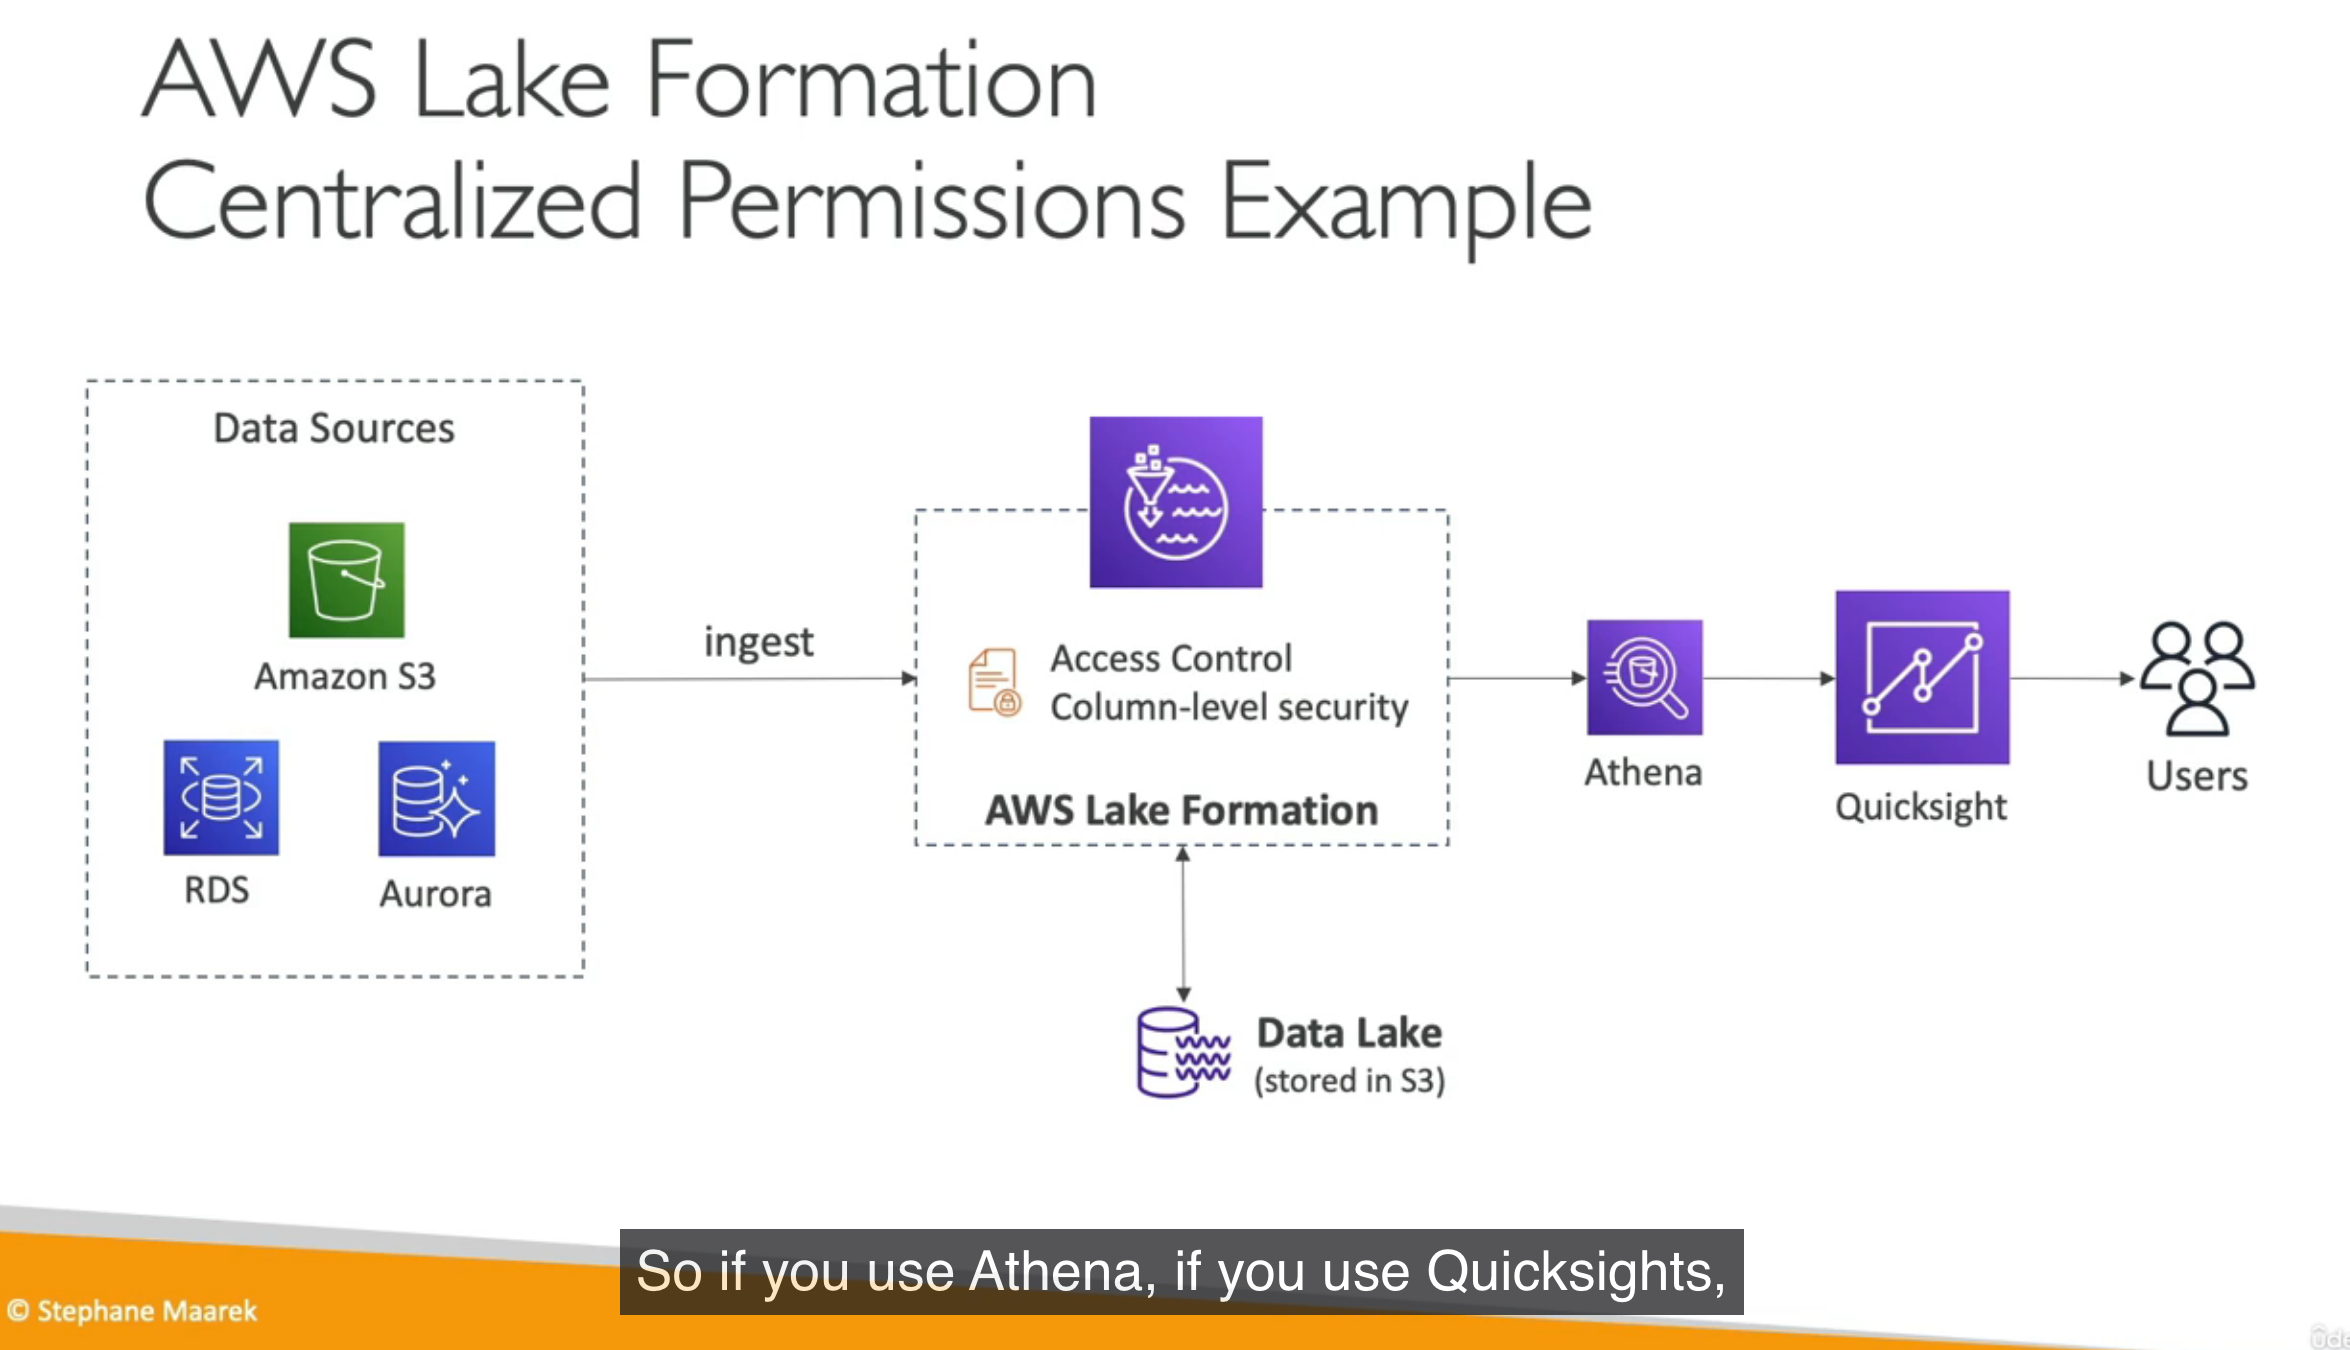 AWS Lake Formation
Centralized Permissions Example
Data Sources
Amazon S3
RDS
Aurora
ingest
Access Control
Column-level security
AWS Lake Formation
Data Lake
(stored in S3)
Athena
Quicksight
Users
So if you use Athena, if you use Quicksights,
© Stephane Maarek